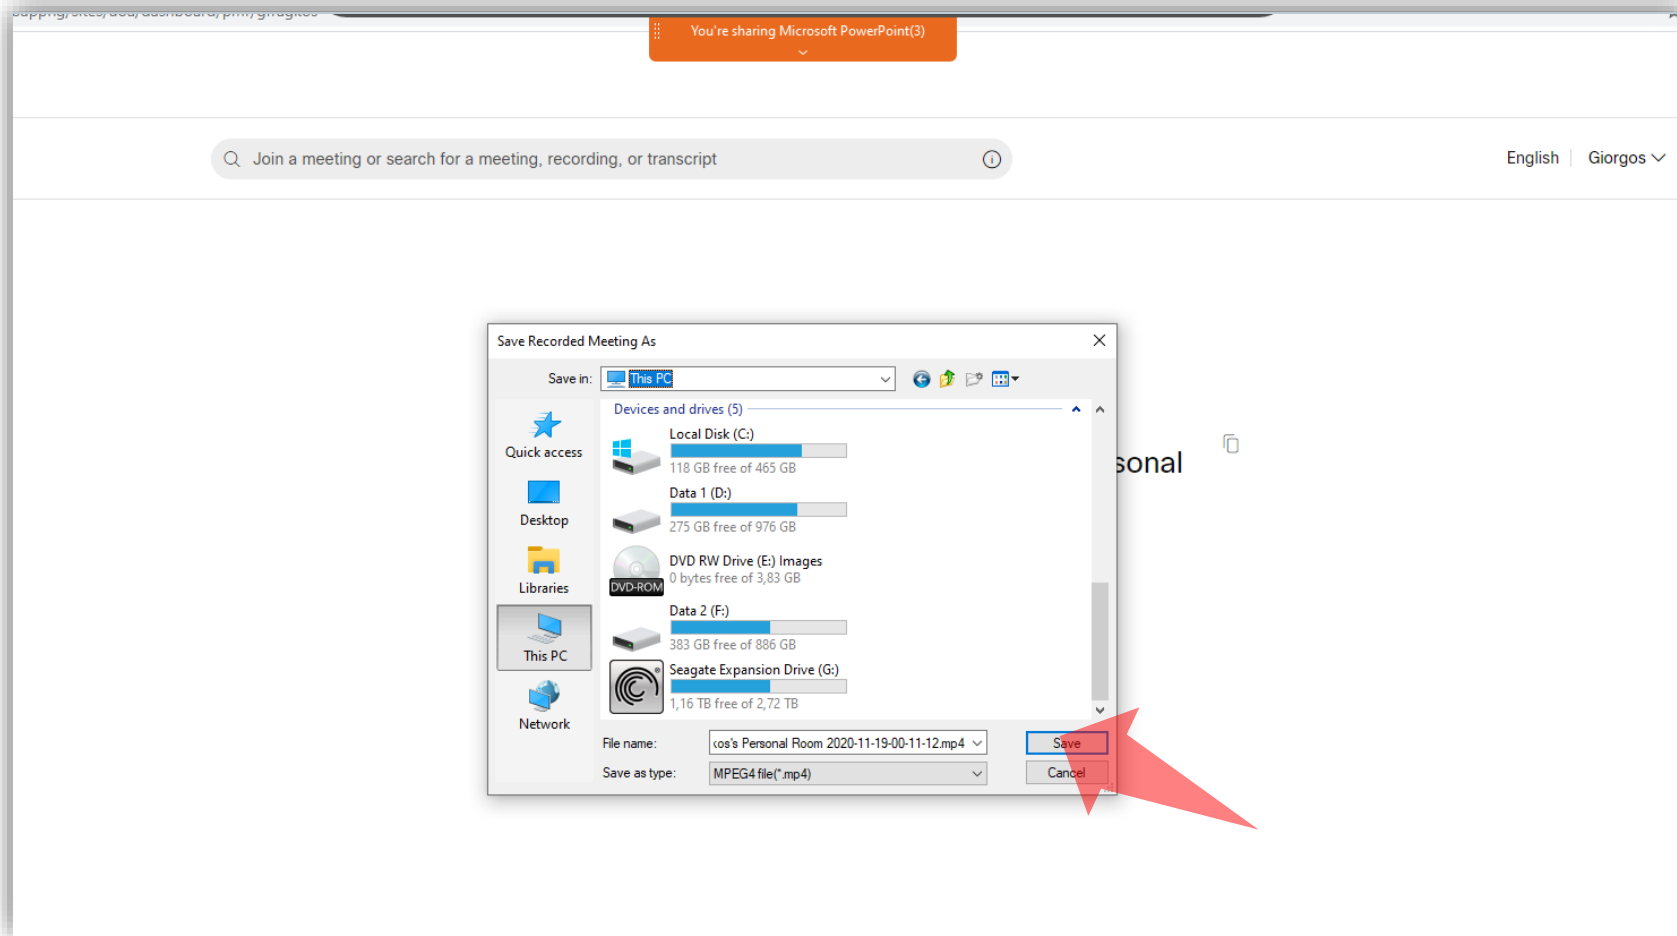 You're sharing Microsoft PowerPoint(3)
Join a meeting or search for a meeting, recording, or transcript
English
Giorgos
Save Recorded Meeting As
Save in:
This PC
Devices and drives (5)
Quick access
Desktop
Libraries
This PC
Network
Local Disk (C:)
118 GB free of 465 GB
Data 1 (D:)
275 GB free of 976 GB
DVD RW Drive (E:) Images
0 bytes free of 3,83 GB
DVD-ROM
Data 2 (F:)
383 GB free of 886 GB
Seagate Expansion Drive (G:)
1,16 TB free of 2,72 TB
sonal
File name:
os's Personal Room 2020-11-19-00-11-12.mp4
Save
Save as type:
MPEG4 file(*.mp4)
Cancel